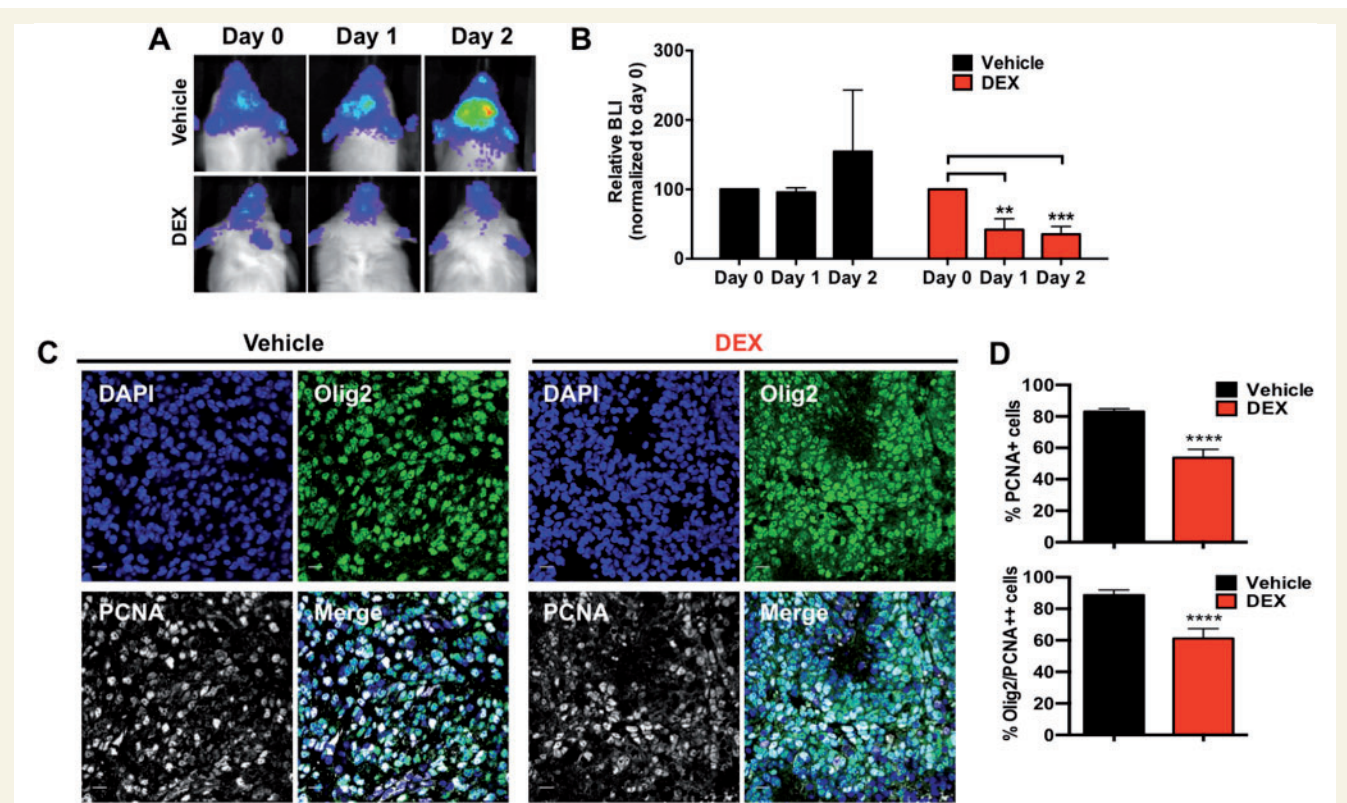 A
Day 0 Day 1 Day 2
Vehicle
DEX
B
Relative BLI
(normalized to day 0)
300
200
100
0
Vehicle
DEX
** ***
Day 0 Day 1 Day 2 Day 0 Day 1 Day 2
C
Vehicle DEX
DAPI Olig2 DAPI Olig2
PCNA Merge PCNA Merge
D
% PCNA+ cells
100
80
60
40
20
0
Vehicle
DEX
****
% Olig2/PCNA++ cells
100
80
60
40
20
0
Vehicle
DEX
****